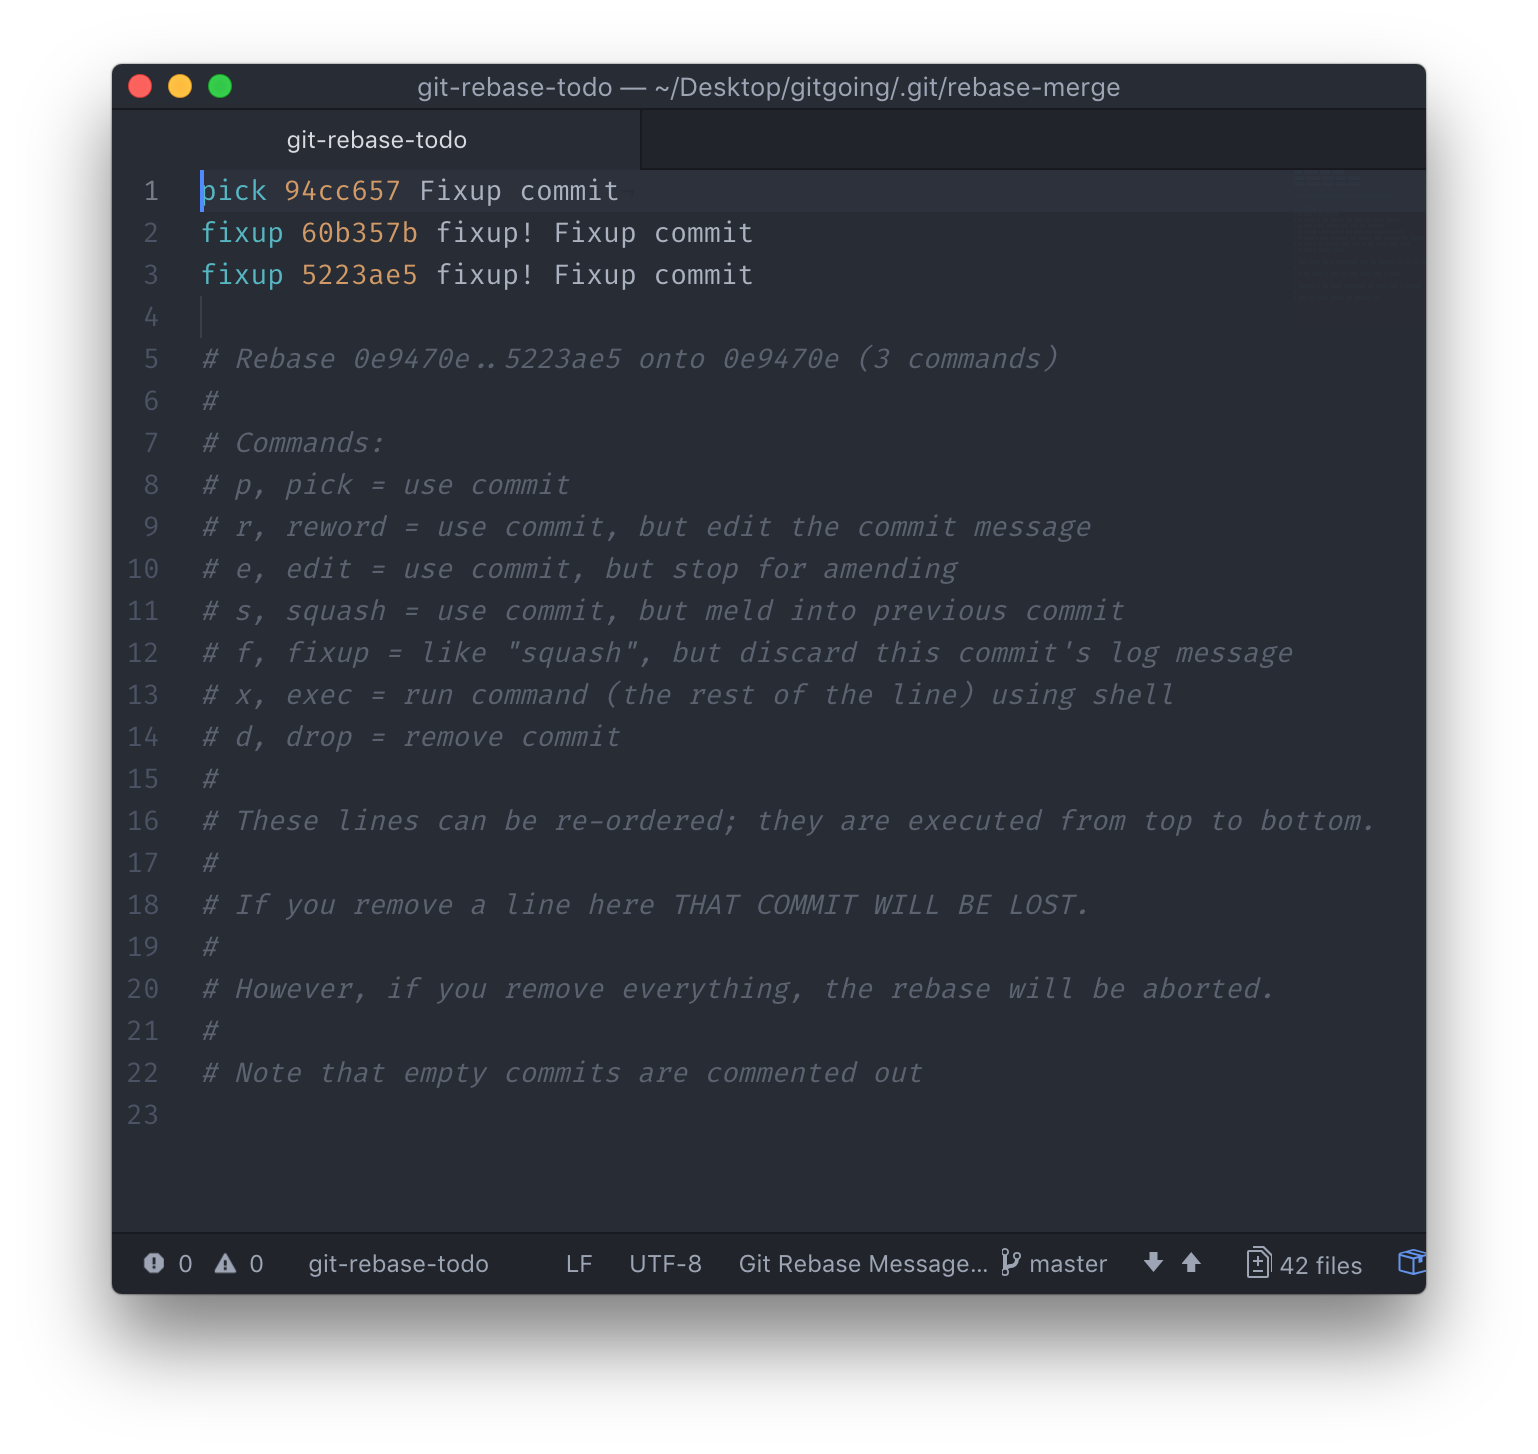 git-rebase-todo — ~/Desktop/gitgoing/.git/rebase-merge
git-rebase-todo
1 pick 94cc657 Fixup commit
2 fixup 60b357b fixup! Fixup commit
3 fixup 5223ae5 fixup! Fixup commit
4
5 # Rebase 0e9470e..5223ae5 onto 0e9470e (3 commands)
6 #
7 # Commands:
8 # p, pick = use commit
9 # r, reword = use commit, but edit the commit message
10 # e, edit = use commit, but stop for amending
11 # s, squash = use commit, but meld into previous commit
12 # f, fixup = like "squash", but discard this commit's log message
13 # x, exec = run command (the rest of the line) using shell
14 # d, drop = remove commit
15 #
16 # These lines can be re-ordered; they are executed from top to bottom.
17 #
18 # If you remove a line here THAT COMMIT WILL BE LOST.
19 #
20 # However, if you remove everything, the rebase will be aborted.
21 #
22 # Note that empty commits are commented out
23
0 0 git-rebase-todo LF UTF-8 Git Rebase Message... master 42 files